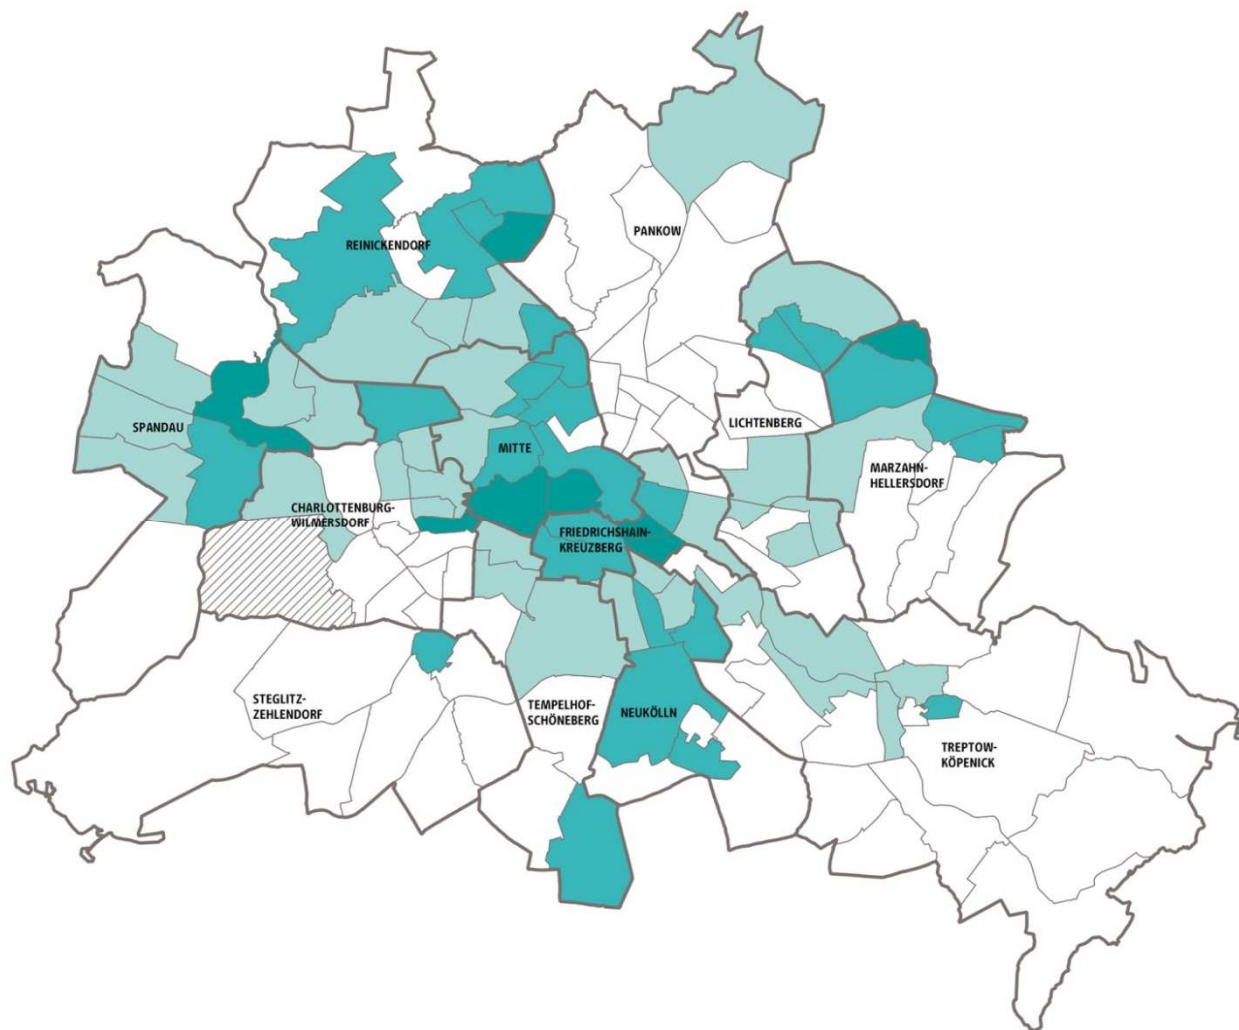 PANKOW
REINICKENDORF
SPANDAU
LICHTENBERG
MITTE
MARZAHN-
HELLERSDORF
CHARLOTTENBURG-
WILMERSDORF
FRIEDRICHSHAIN-
KREUZBERG
STEGLITZ-
ZEHLENDORF
TEMPELHOF-
SCHÖNEBERG
NEUKÖLLN
TREPTOW-
KÖPENICK